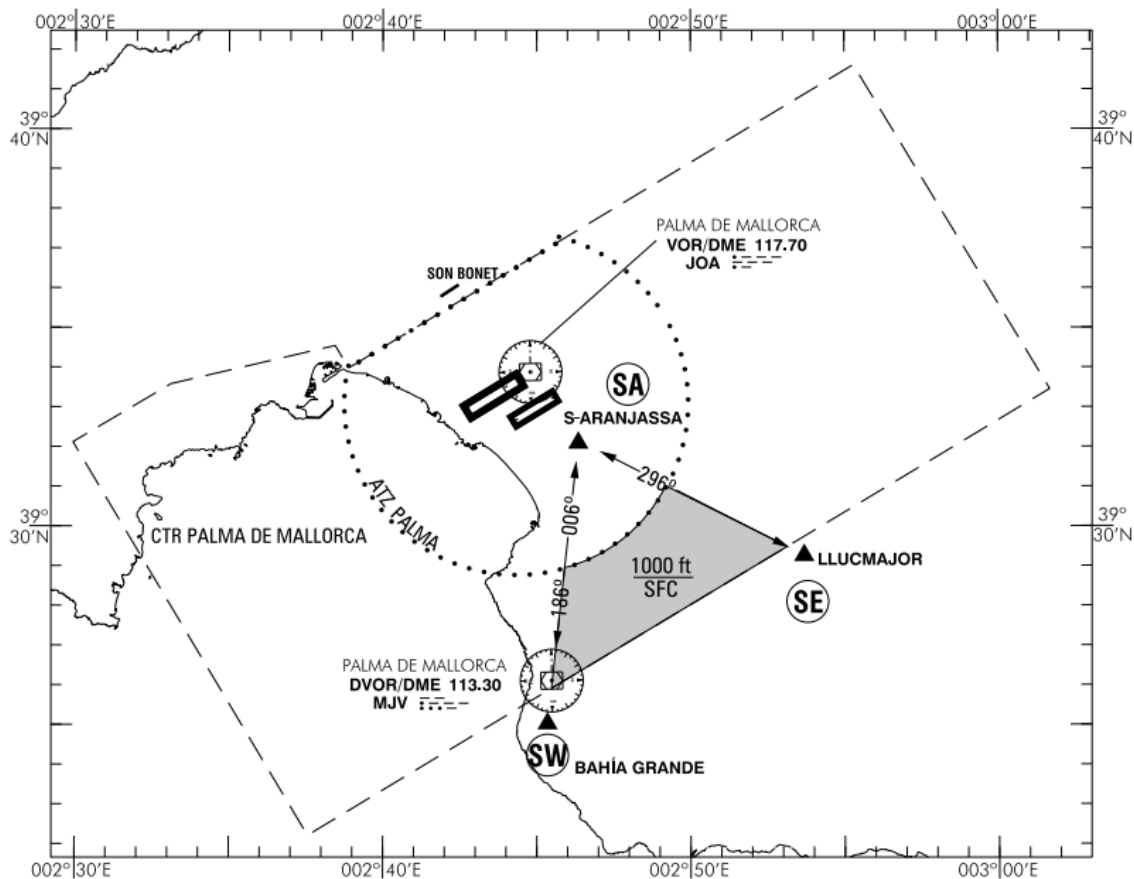 002°30'E
002°40'E
002°50'E
003°00'E
39°
40'N
39°
40'N
PALMA DE MALLORCA
VOR/DME 117.70
JOA
SON BONET
SA
S-ARANJASSA
296°
006°
ATZ PALMA
39°
30'N
39°
30'N
CTR PALMA DE MALLORCA
1000 ft
SFC
LLUCMAJOR
186°
SE
PALMA DE MALLORCA
DVOR/DME 113.30
MJV
SW
BAHÍA GRANDE
002°30'E
002°40'E
002°50'E
003°00'E